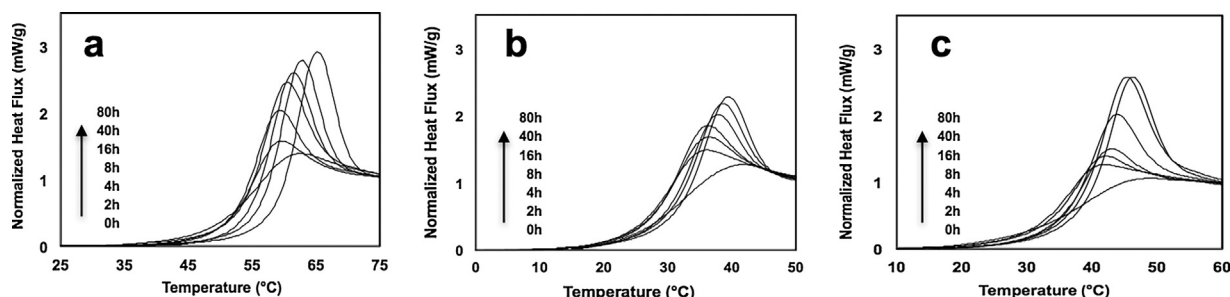 a
Normalized Heat Flux (mW/g)
3
2
1
0
80h
40h
16h
8h
4h
2h
0h
25 35 45 55 65 75
Temperature (°C)
b
Normalized Heat Flux (mW/g)
3
2
1
0
80h
40h
16h
8h
4h
2h
0h
0 10 20 30 40 50
Temperature (°C)
c
Normalized Heat Flux (mW/g)
3
2
1
0
80h
40h
16h
8h
4h
2h
0h
10 20 30 40 50 60
Temperature (°C)